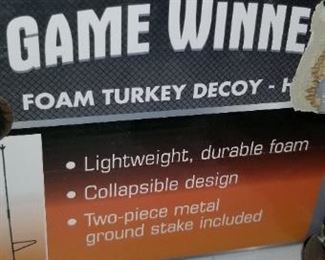 GAME WINNE
FOAM TURKEY DECOY - H
• Lightweight, durable foam
• Collapsible design
• Two-piece metal
ground stake included